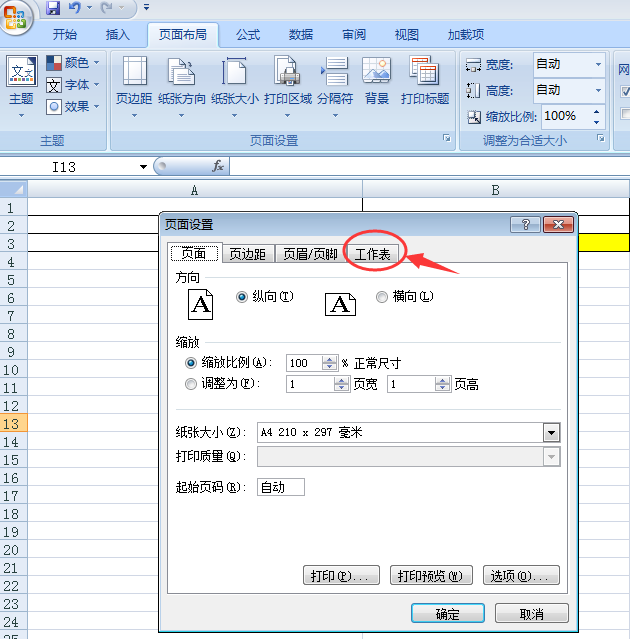 开始 插入 页面布局 公式 数据 审阅 视图 加载项
文文 主题 颜色 字体 效果 页边距 纸张方向 纸张大小 打印区域 分隔符 背景 打印标题 宽度: 自动 高度: 自动 缩放比例: 100% 网
主题 页面设置 调整为合适大小
I13 fx
A B
1
2
3
4
5
6
7
8
9
10
11
12
13
14
15
16
17
18
19
20
21
22
23
24
页面设置
页面 页边距 页眉/页脚 工作表
方向
A 纵向(T) A 横向(L)
缩放
缩放比例(A): 100 % 正常尺寸
调整为(F): 1 页宽 1 页高
纸张大小(Z): A4 210 x 297 毫米
打印质量(Q):
起始页码(R): 自动
打印(P)... 打印预览(W) 选项(O)...
确定 取消